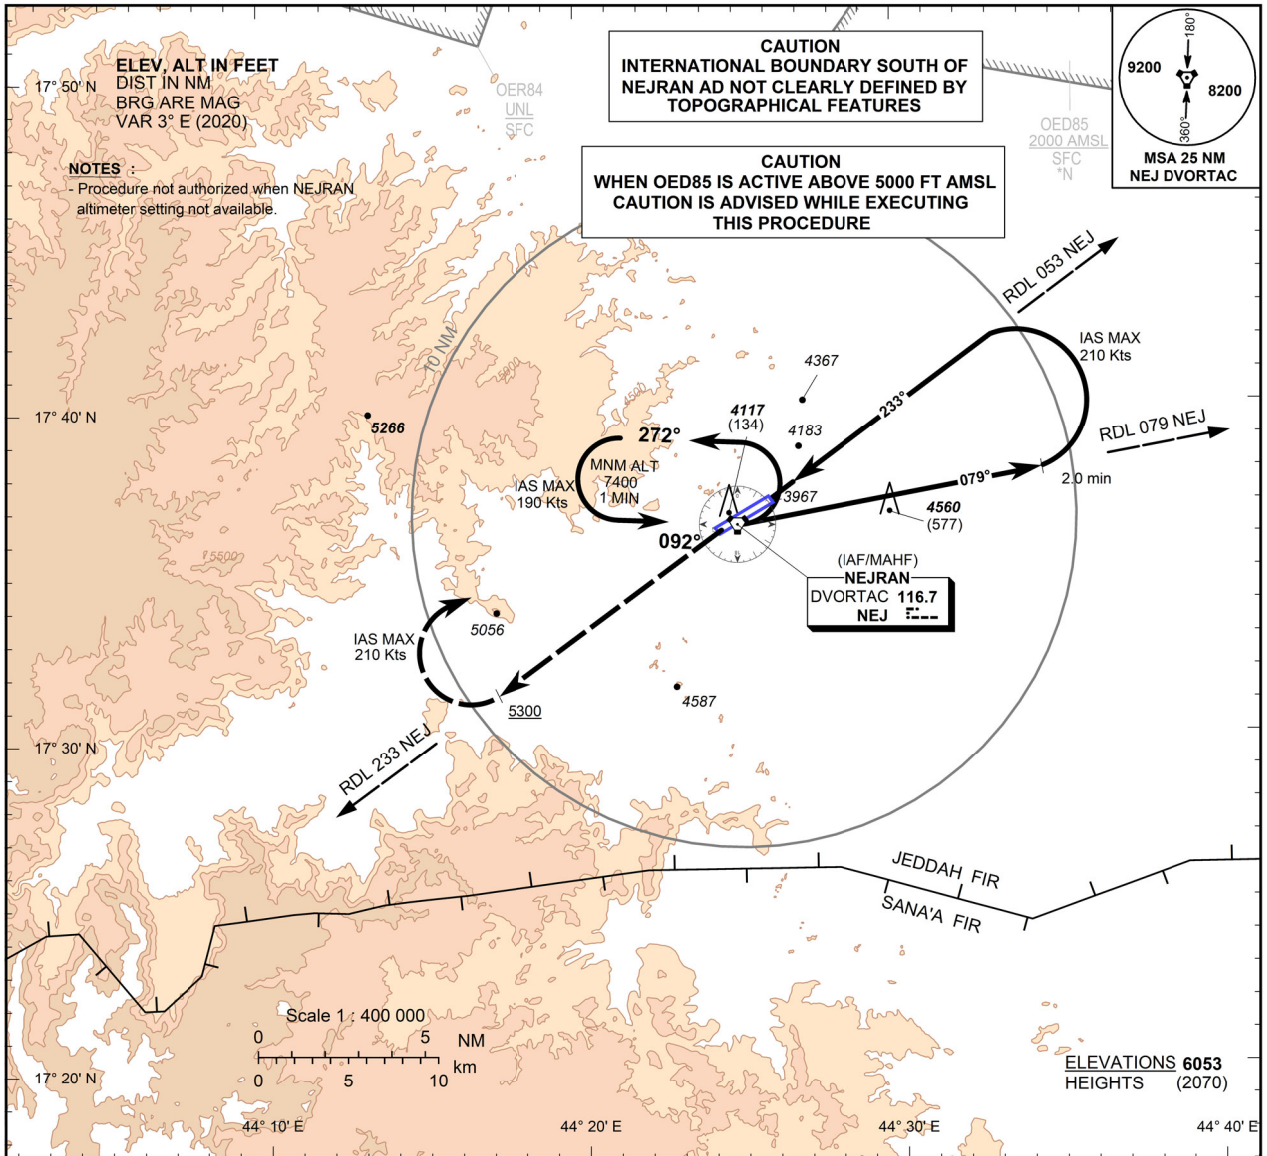 ELEV, ALT IN FEET
DIST IN NM
BRG ARE MAG
VAR 3° E (2020)
NOTES :
- Procedure not authorized when NEJRAN
altimeter setting not available.
CAUTION
INTERNATIONAL BOUNDARY SOUTH OF
NEJRAN AD NOT CLEARLY DEFINED BY
TOPOGRAPHICAL FEATURES
CAUTION
WHEN OED85 IS ACTIVE ABOVE 5000 FT AMSL
CAUTION IS ADVISED WHILE EXECUTING
THIS PROCEDURE
OER84
UNL
SFC
OED85
2000 AMSL
SFC
*N
180°
9200
8200
360°
MSA 25 NM
NEJ DVORTAC
17° 50' N
17° 40' N
17° 30' N
17° 20' N
10 NM
RDL 053 NEJ
IAS MAX
210 Kts
RDL 079 NEJ
2.0 min
233°
079°
4367
4183
4117
(134)
3967
4560
(577)
272°
MNM ALT
7400
1 MIN
IAS MAX
190 Kts
092°
5266
5000
4500
5500
(IAF/MAHF)
NEJRAN
DVORTAC 116.7
NEJ
5056
IAS MAX
210 Kts
5300
4587
RDL 233 NEJ
JEDDAH FIR
SANA'A FIR
Scale 1 : 400 000
0 5 NM
0 5 10 km
ELEVATIONS 6053
HEIGHTS (2070)
44° 10' E
44° 20' E
44° 30' E
44° 40' E